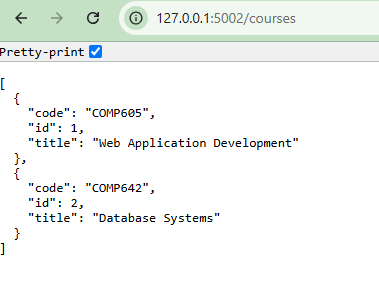 127.0.0.1:5002/courses
Pretty-print
[
  {
    "code": "COMP605",
    "id": 1,
    "title": "Web Application Development"
  },
  {
    "code": "COMP642",
    "id": 2,
    "title": "Database Systems"
  }
]